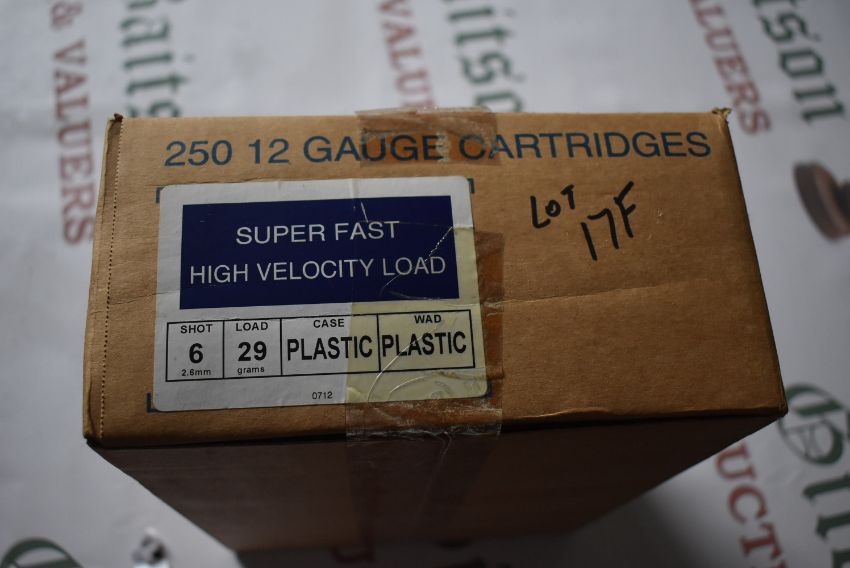 250 12 GAUGE CARTRIDGES
LOT
17F
SUPER FAST
HIGH VELOCITY LOAD
SHOT LOAD CASE WAD
6 29 PLASTIC PLASTIC
2.6mm grams
0712
& VALUERS
VALUERS